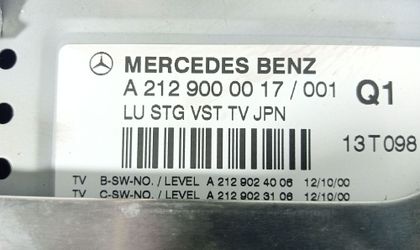 MERCEDES BENZ
A 212 900 00 17 / 001 Q1
LU STG VST TV JPN
13T098
TV B-SW-NO. / LEVEL A 212 902 40 06 12/10/00
TV C-SW-NO. / LEVEL A 212 902 31 06 12/10/00